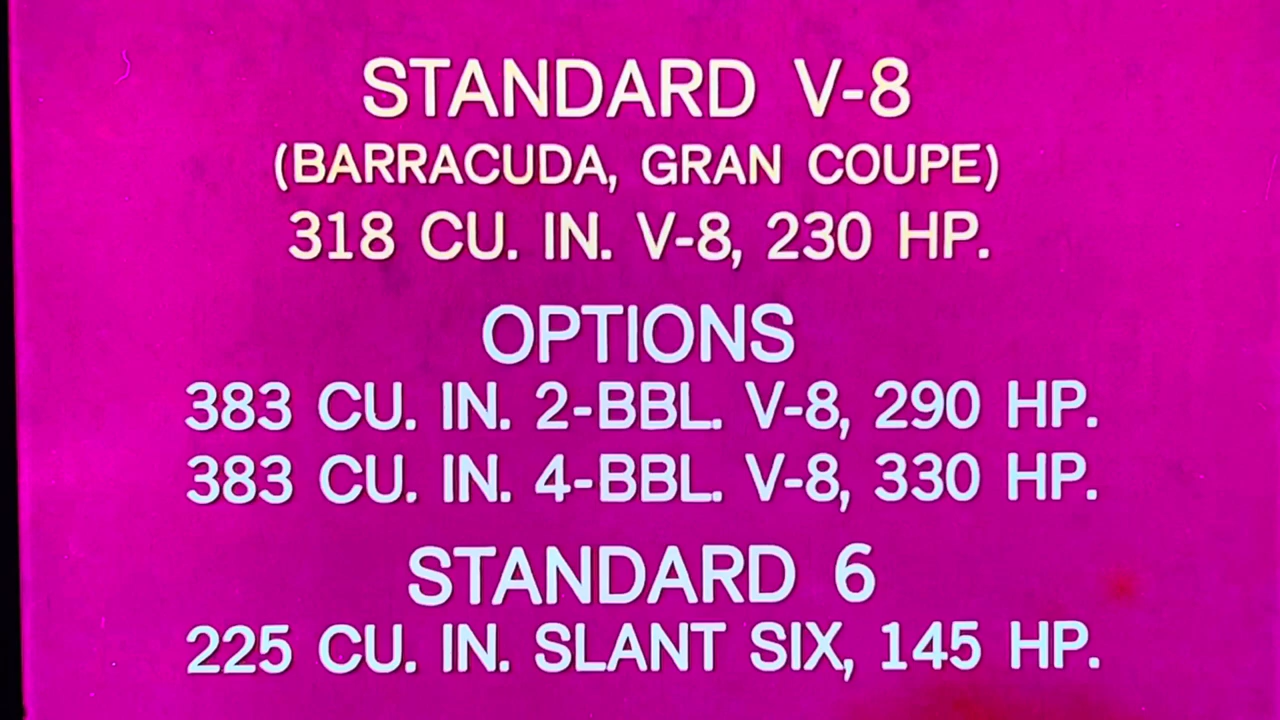 STANDARD V-8
(BARRACUDA, GRAN COUPE)
318 CU. IN. V-8, 230 HP.
OPTIONS
383 CU. IN. 2-BBL. V-8, 290 HP.
383 CU. IN. 4-BBL. V-8, 330 HP.
STANDARD 6
225 CU. IN. SLANT SIX, 145 HP.